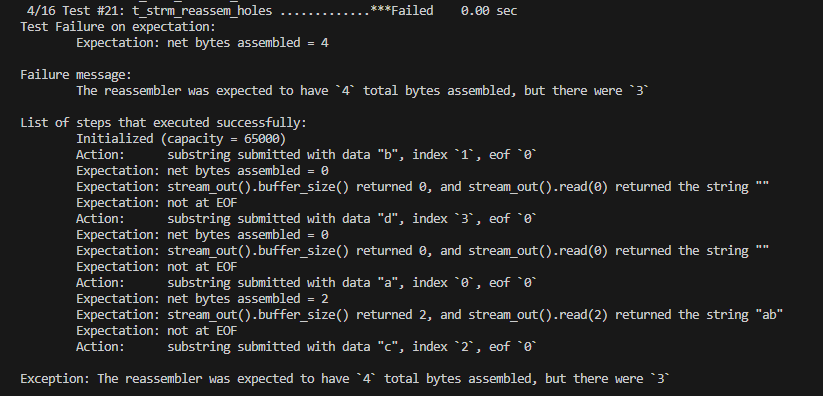 4/16 Test #21: t_strm_reassem_holes .............***Failed    0.00 sec
Test Failure on expectation:
        Expectation: net bytes assembled = 4

Failure message:
        The reassembler was expected to have `4` total bytes assembled, but there were `3`

List of steps that executed successfully:
        Initialized (capacity = 65000)
        Action:      substring submitted with data "b", index `1`, eof `0`
        Expectation: net bytes assembled = 0
        Expectation: stream_out().buffer_size() returned 0, and stream_out().read(0) returned the string ""
        Expectation: not at EOF
        Action:      substring submitted with data "d", index `3`, eof `0`
        Expectation: net bytes assembled = 0
        Expectation: stream_out().buffer_size() returned 0, and stream_out().read(0) returned the string ""
        Expectation: not at EOF
        Action:      substring submitted with data "a", index `0`, eof `0`
        Expectation: net bytes assembled = 2
        Expectation: stream_out().buffer_size() returned 2, and stream_out().read(2) returned the string "ab"
        Expectation: not at EOF
        Action:      substring submitted with data "c", index `2`, eof `0`

Exception: The reassembler was expected to have `4` total bytes assembled, but there were `3`